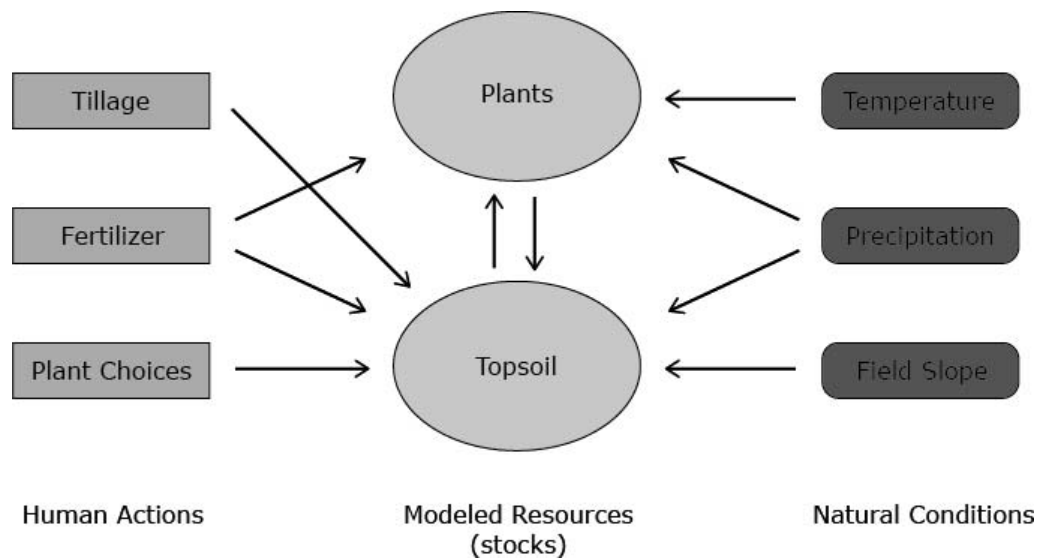 Tillage
Plants
Temperature
Fertilizer
Precipitation
Plant Choices
Topsoil
Field Slope
Human Actions
Modeled Resources
(stocks)
Natural Conditions